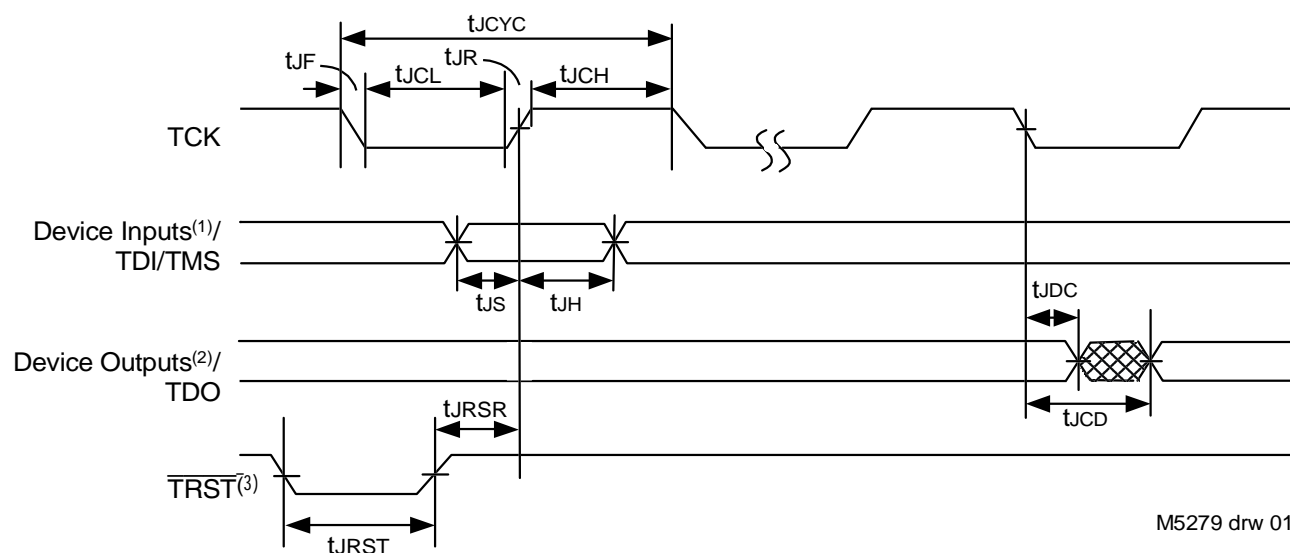 tJCYC
tJF
tJR
tJCL
tJCH
TCK
Device Inputs(1)/
TDI/TMS
tJS
tJH
tJDC
Device Outputs(2)/
TDO
tJRSR
tJCD
TRST(3)
M5279 drw 01
tJRST